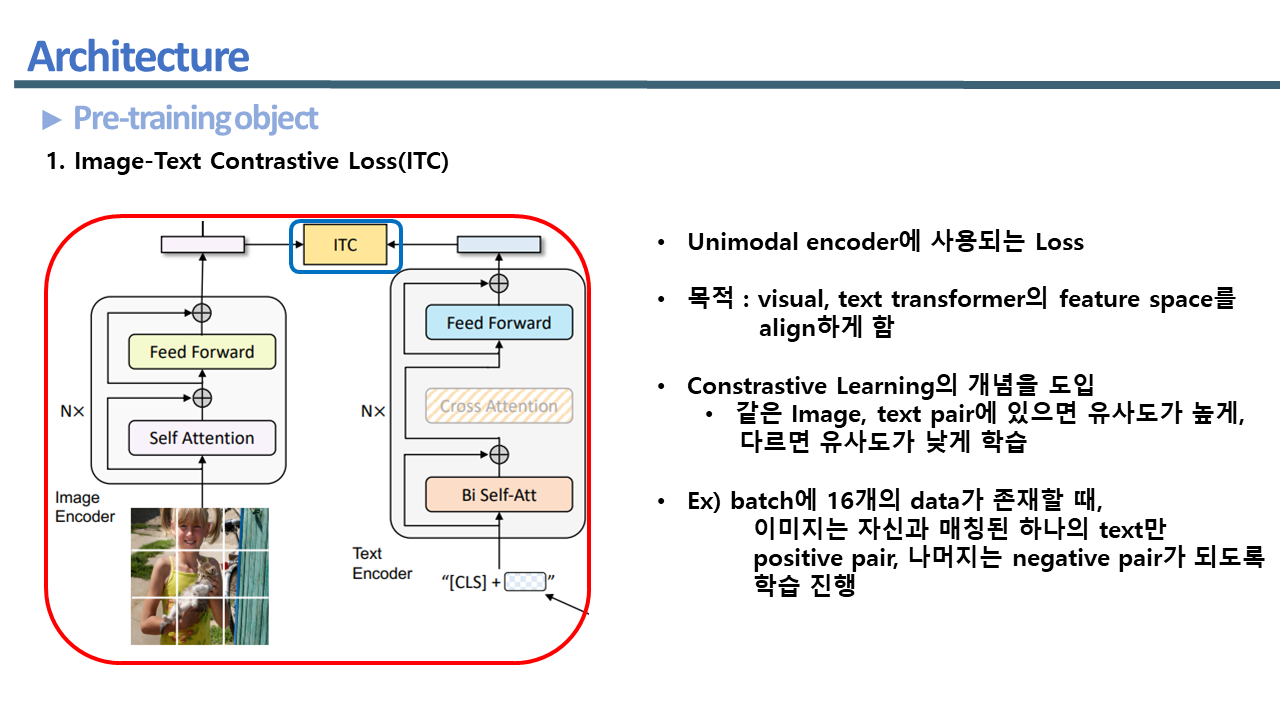 Architecture
► Pre-training object
1. Image-Text Contrastive Loss(ITC)
ITC
Feed Forward
Self Attention
N×
Image
Encoder
Feed Forward
Cross Attention
N×
Bi Self-Att
Text
Encoder
“[CLS] + ”
• Unimodal encoder에 사용되는 Loss
• 목적 : visual, text transformer의 feature space를
align하게 함
• Constrastive Learning의 개념을 도입
• 같은 Image, text pair에 있으면 유사도가 높게,
다르면 유사도가 낮게 학습
• Ex) batch에 16개의 data가 존재할 때,
이미지는 자신과 매칭된 하나의 text만
positive pair, 나머지는 negative pair가 되도록
학습 진행